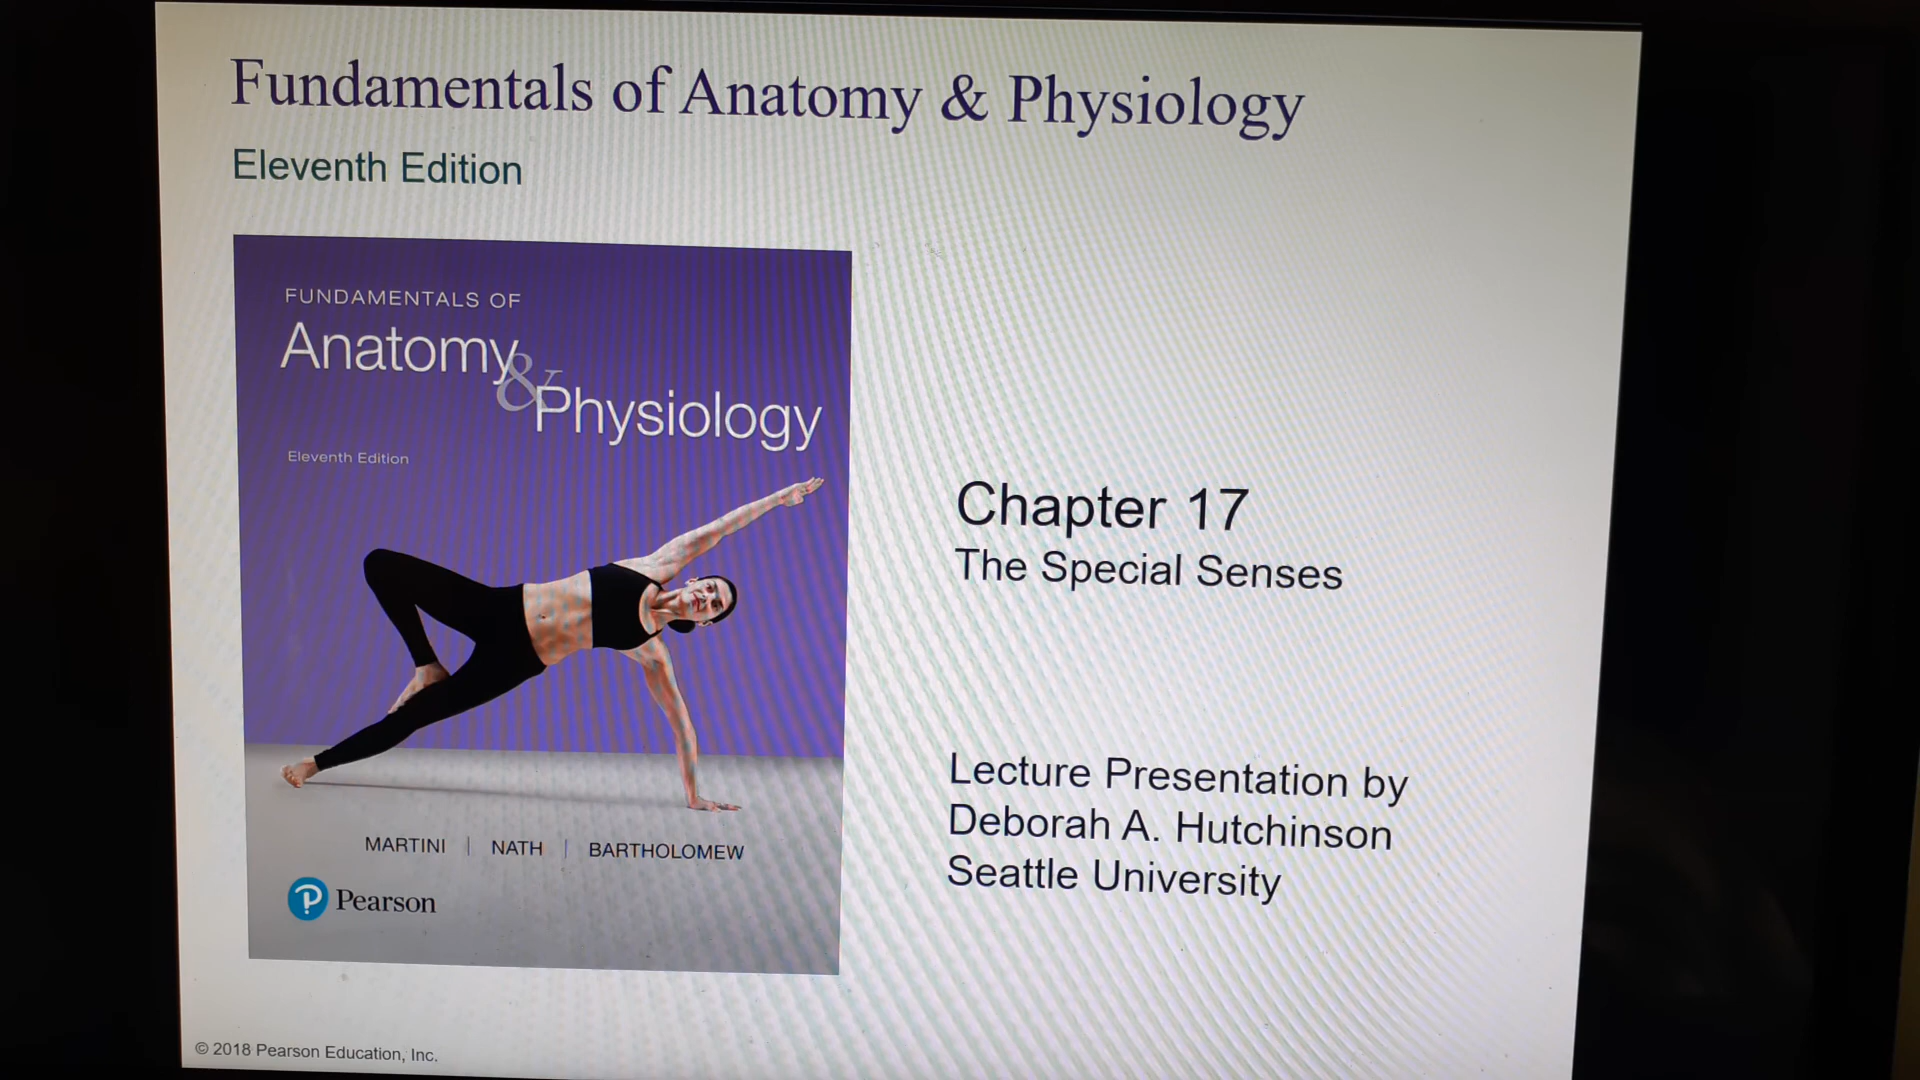 Fundamentals of Anatomy & Physiology
Eleventh Edition
FUNDAMENTALS OF
Anatomy
&
Physiology
Eleventh Edition
MARTINI | NATH | BARTHOLOMEW
P Pearson
Chapter 17
The Special Senses
Lecture Presentation by
Deborah A. Hutchinson
Seattle University
© 2018 Pearson Education, Inc.